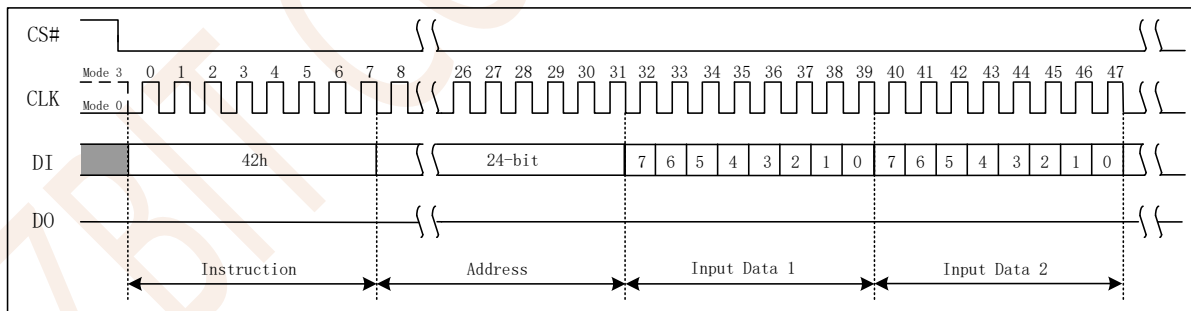 CS#
Mode 3 0 1 2 3 4 5 6 7 8 26 27 28 29 30 31 32 33 34 35 36 37 38 39 40 41 42 43 44 45 46 47
CLK
Mode 0
DI 42h 24-bit 7 6 5 4 3 2 1 0 7 6 5 4 3 2 1 0
DO
Instruction Address Input Data 1 Input Data 2